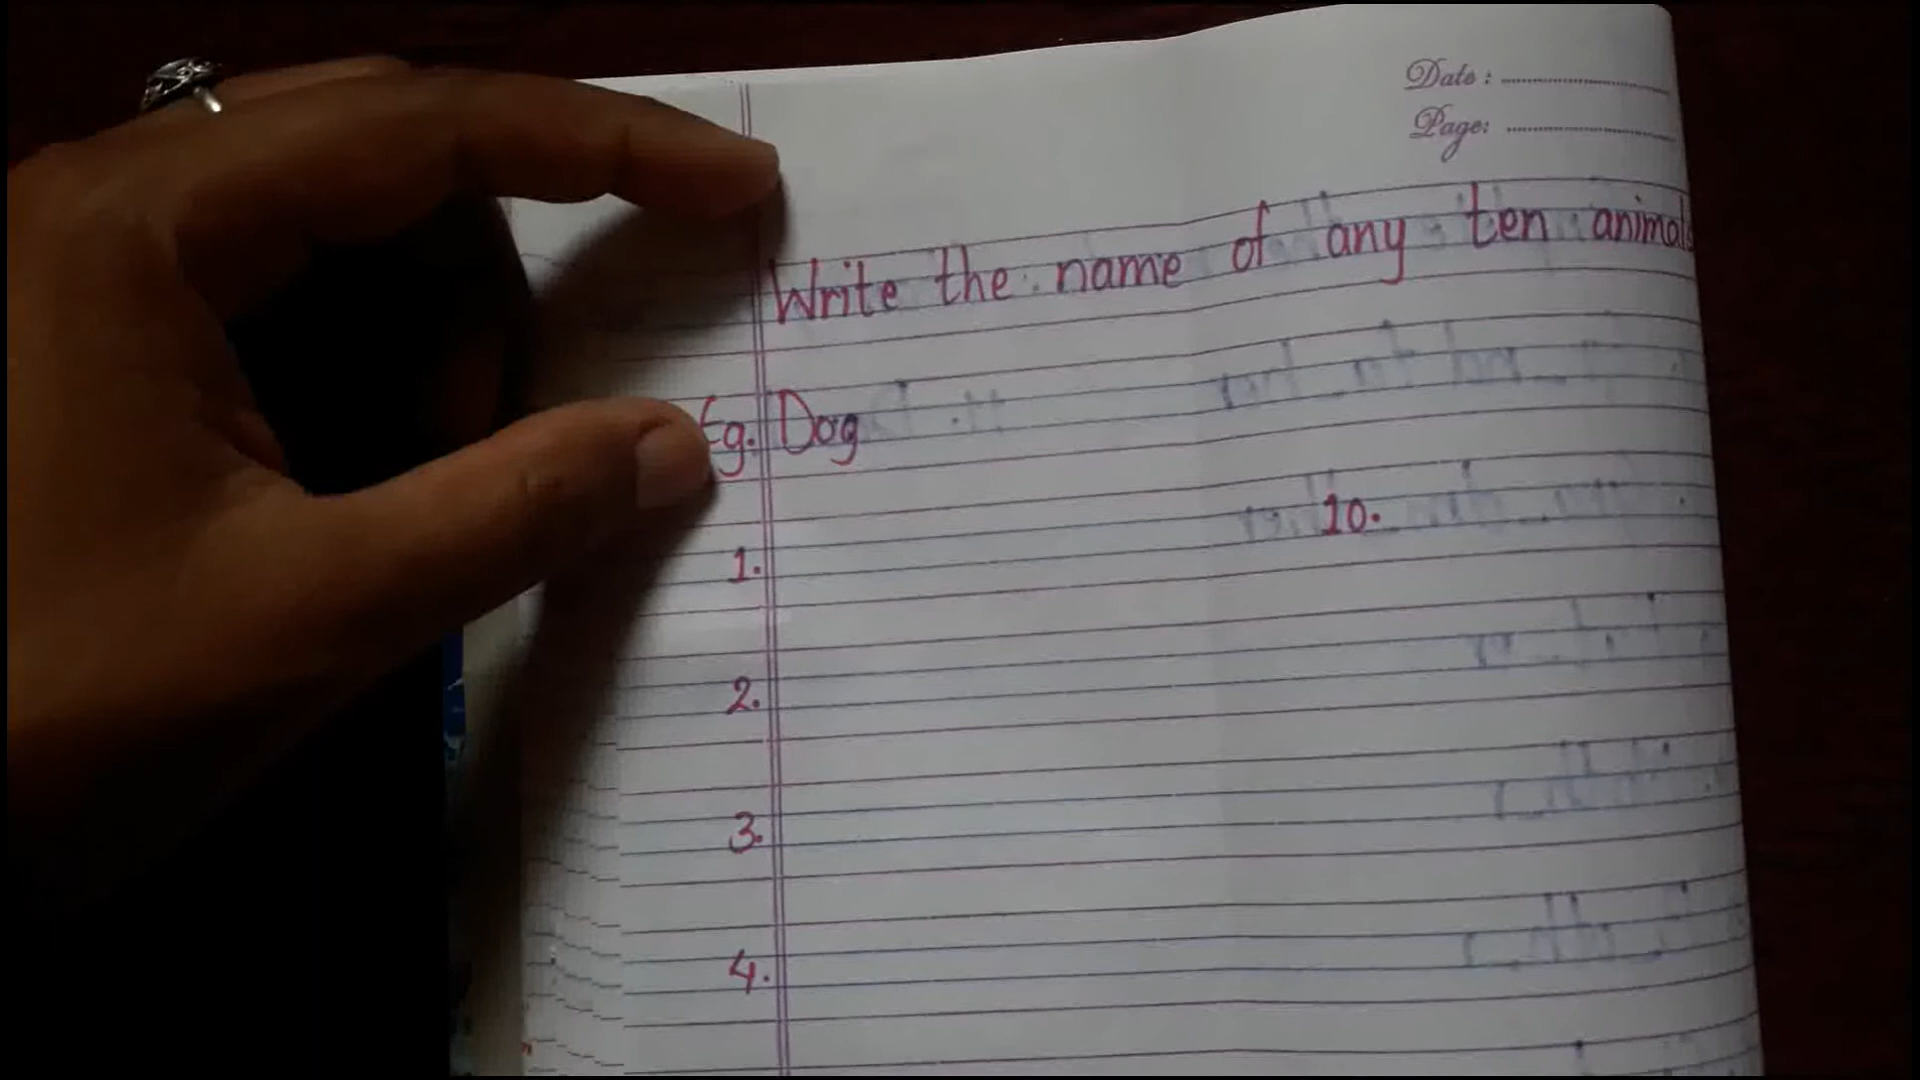 Date :
Page:
Write the name of any ten animals
Eg. Dog
10.
1.
2.
3.
4.